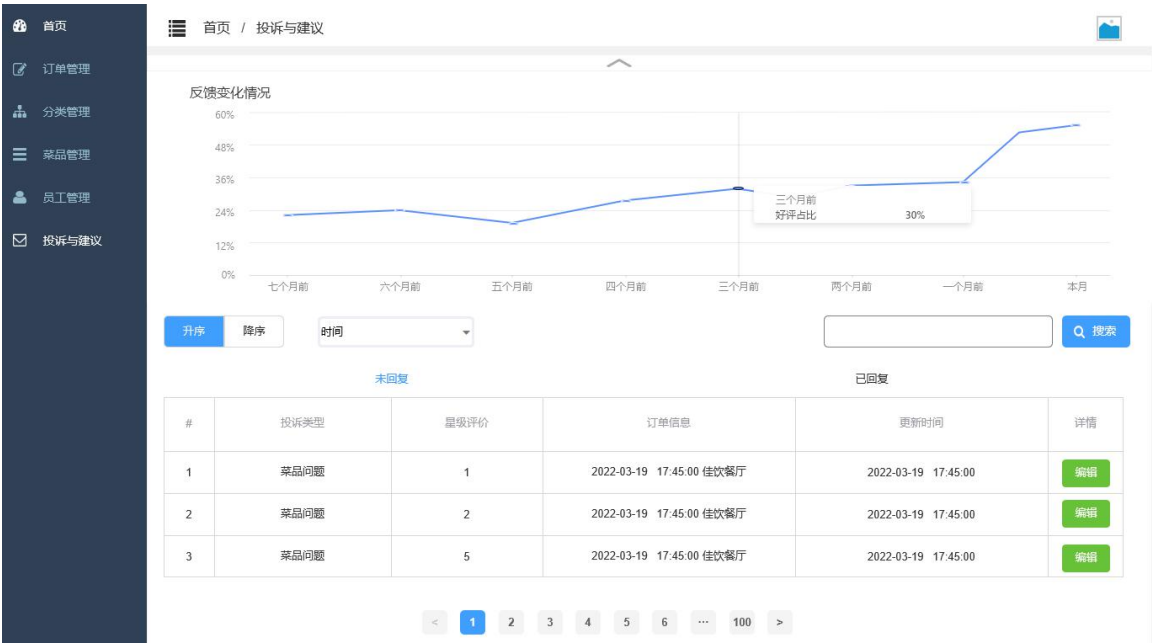 首页
订单管理
分类管理
菜品管理
员工管理
投诉与建议
首页 / 投诉与建议
反馈变化情况
60%
48%
36%
24%
12%
0%
三个月前
好评占比 30%
七个月前 六个月前 五个月前 四个月前 三个月前 两个月前 一个月前 本月
升序 降序 时间 搜索
未回复 已回复
# 投诉类型 星级评价 订单信息 更新时间 详情
1 菜品问题 1 2022-03-19 17:45:00 佳饮餐厅 2022-03-19 17:45:00 编辑
2 菜品问题 2 2022-03-19 17:45:00 佳饮餐厅 2022-03-19 17:45:00 编辑
3 菜品问题 5 2022-03-19 17:45:00 佳饮餐厅 2022-03-19 17:45:00 编辑
< 1 2 3 4 5 6 ··· 100 >